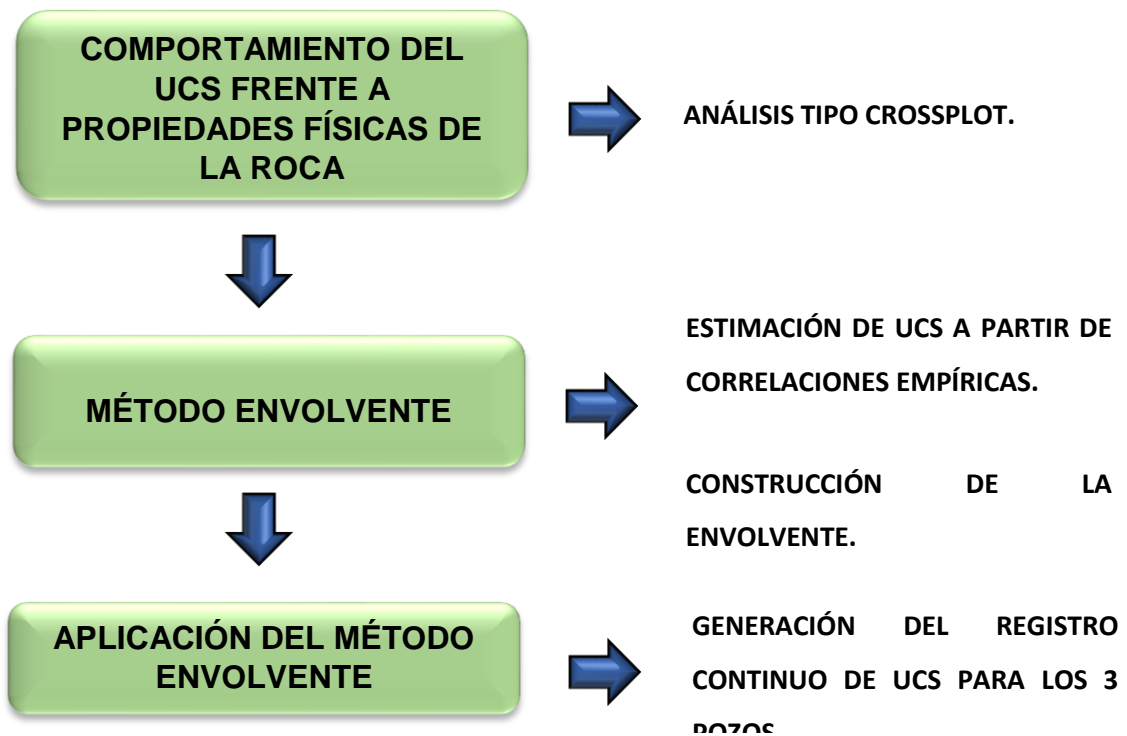 COMPORTAMIENTO DEL
UCS FRENTE A
PROPIEDADES FÍSICAS DE
LA ROCA
ANÁLISIS TIPO CROSSPLOT.
MÉTODO ENVOLVENTE
ESTIMACIÓN DE UCS A PARTIR DE
CORRELACIONES EMPÍRICAS.
CONSTRUCCIÓN DE LA
ENVOLVENTE.
APLICACIÓN DEL MÉTODO
ENVOLVENTE
GENERACIÓN DEL REGISTRO
CONTINUO DE UCS PARA LOS 3
POZOS